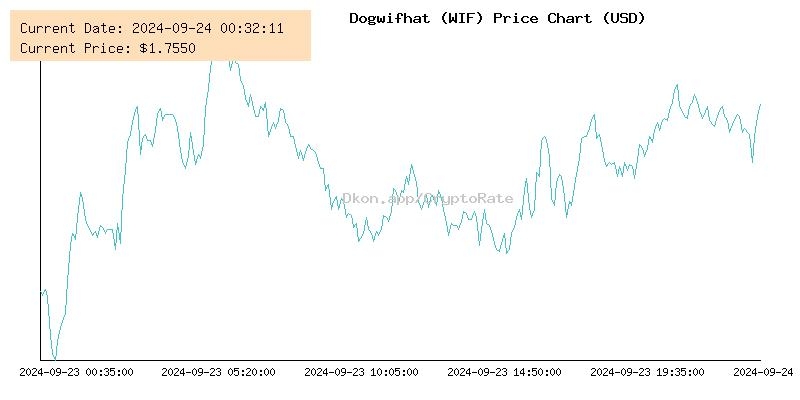 Dogwifhat (WIF) Price Chart (USD)
Current Date: 2024-09-24 00:32:11
Current Price: $1.7550
Dkon.app/CryptoRate
2024-09-23 00:35:00
2024-09-23 05:20:00
2024-09-23 10:05:00
2024-09-23 14:50:00
2024-09-23 19:35:00
2024-09-24